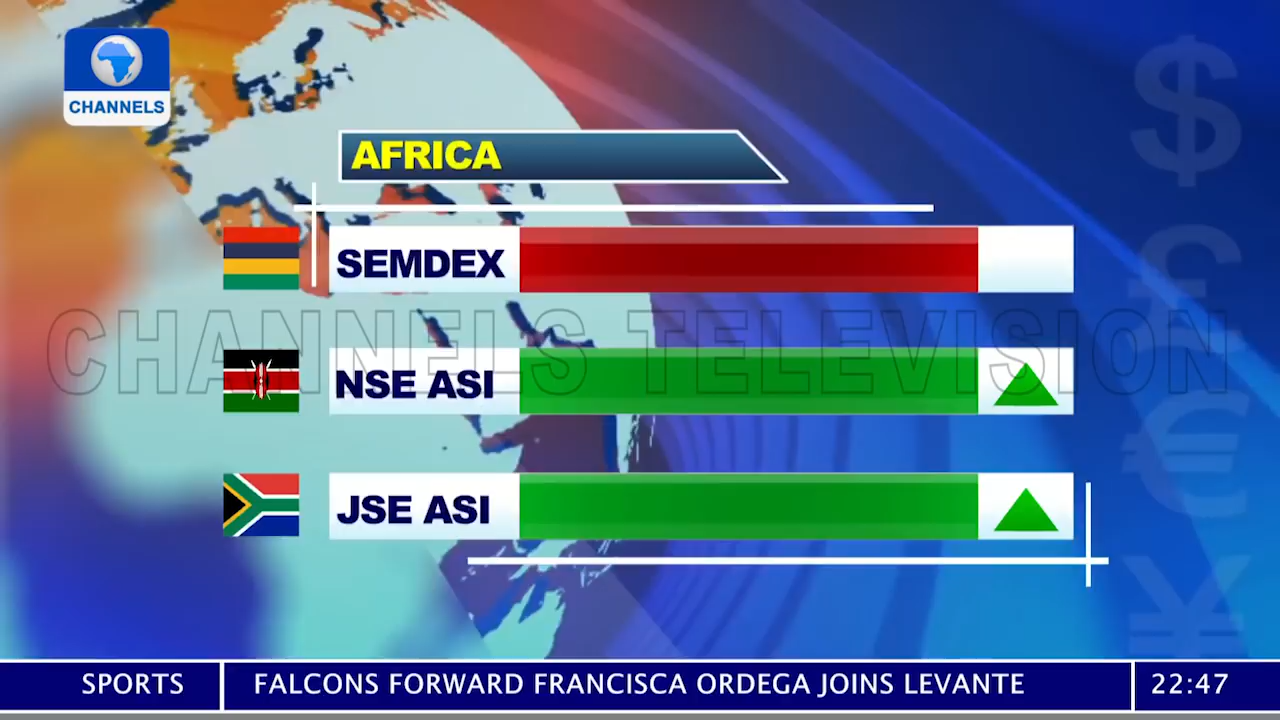 CHANNELS
AFRICA
SEMDEX
CHANNELS TELEVISION
NSE ASI
JSE ASI
$
£
€
¥
SPORTS
FALCONS FORWARD FRANCISCA ORDEGA JOINS LEVANTE
22:47